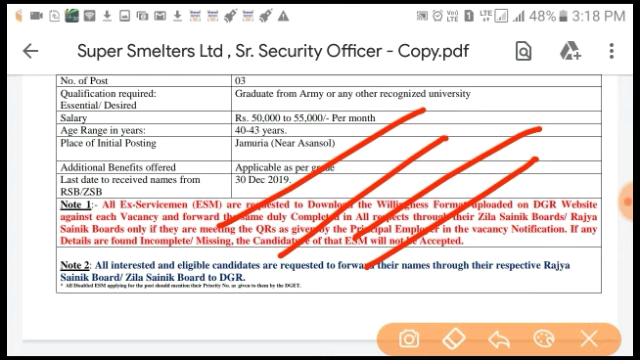 48% 3:18 PM
Super Smelters Ltd , Sr. Security Officer - Copy.pdf
No. of Post 03
Qualification required: Graduate from Army or any other recognized university
Essential/ Desired
Salary Rs. 50,000 to 55,000/- Per month
Age Range in years: 40-43 years.
Place of Initial Posting Jamuria (Near Asansol)
Additional Benefits offered Applicable as per grade
Last date to received names from 30 Dec 2019.
RSB/ZSB
Note 1:- All Ex-Servicemen (ESM) are requested to Download the Willingness Format uploaded on DGR Website
against each Vacancy and forward the same duly Completed in All respects through their Zila Sainik Boards/ Rajya
Sainik Boards only if they are meeting the QRs as given by the Principal Employer in the vacancy Notification. If any
Details are found Incomplete/ Missing, the Candidature of that ESM will not be Accepted.
Note 2: All interested and eligible candidates are requested to forward their names through their respective Rajya
Sainik Board/ Zila Sainik Board to DGR.
* All Disabled ESM applying for the post should mention their Priority No. as given to them by the DGET.